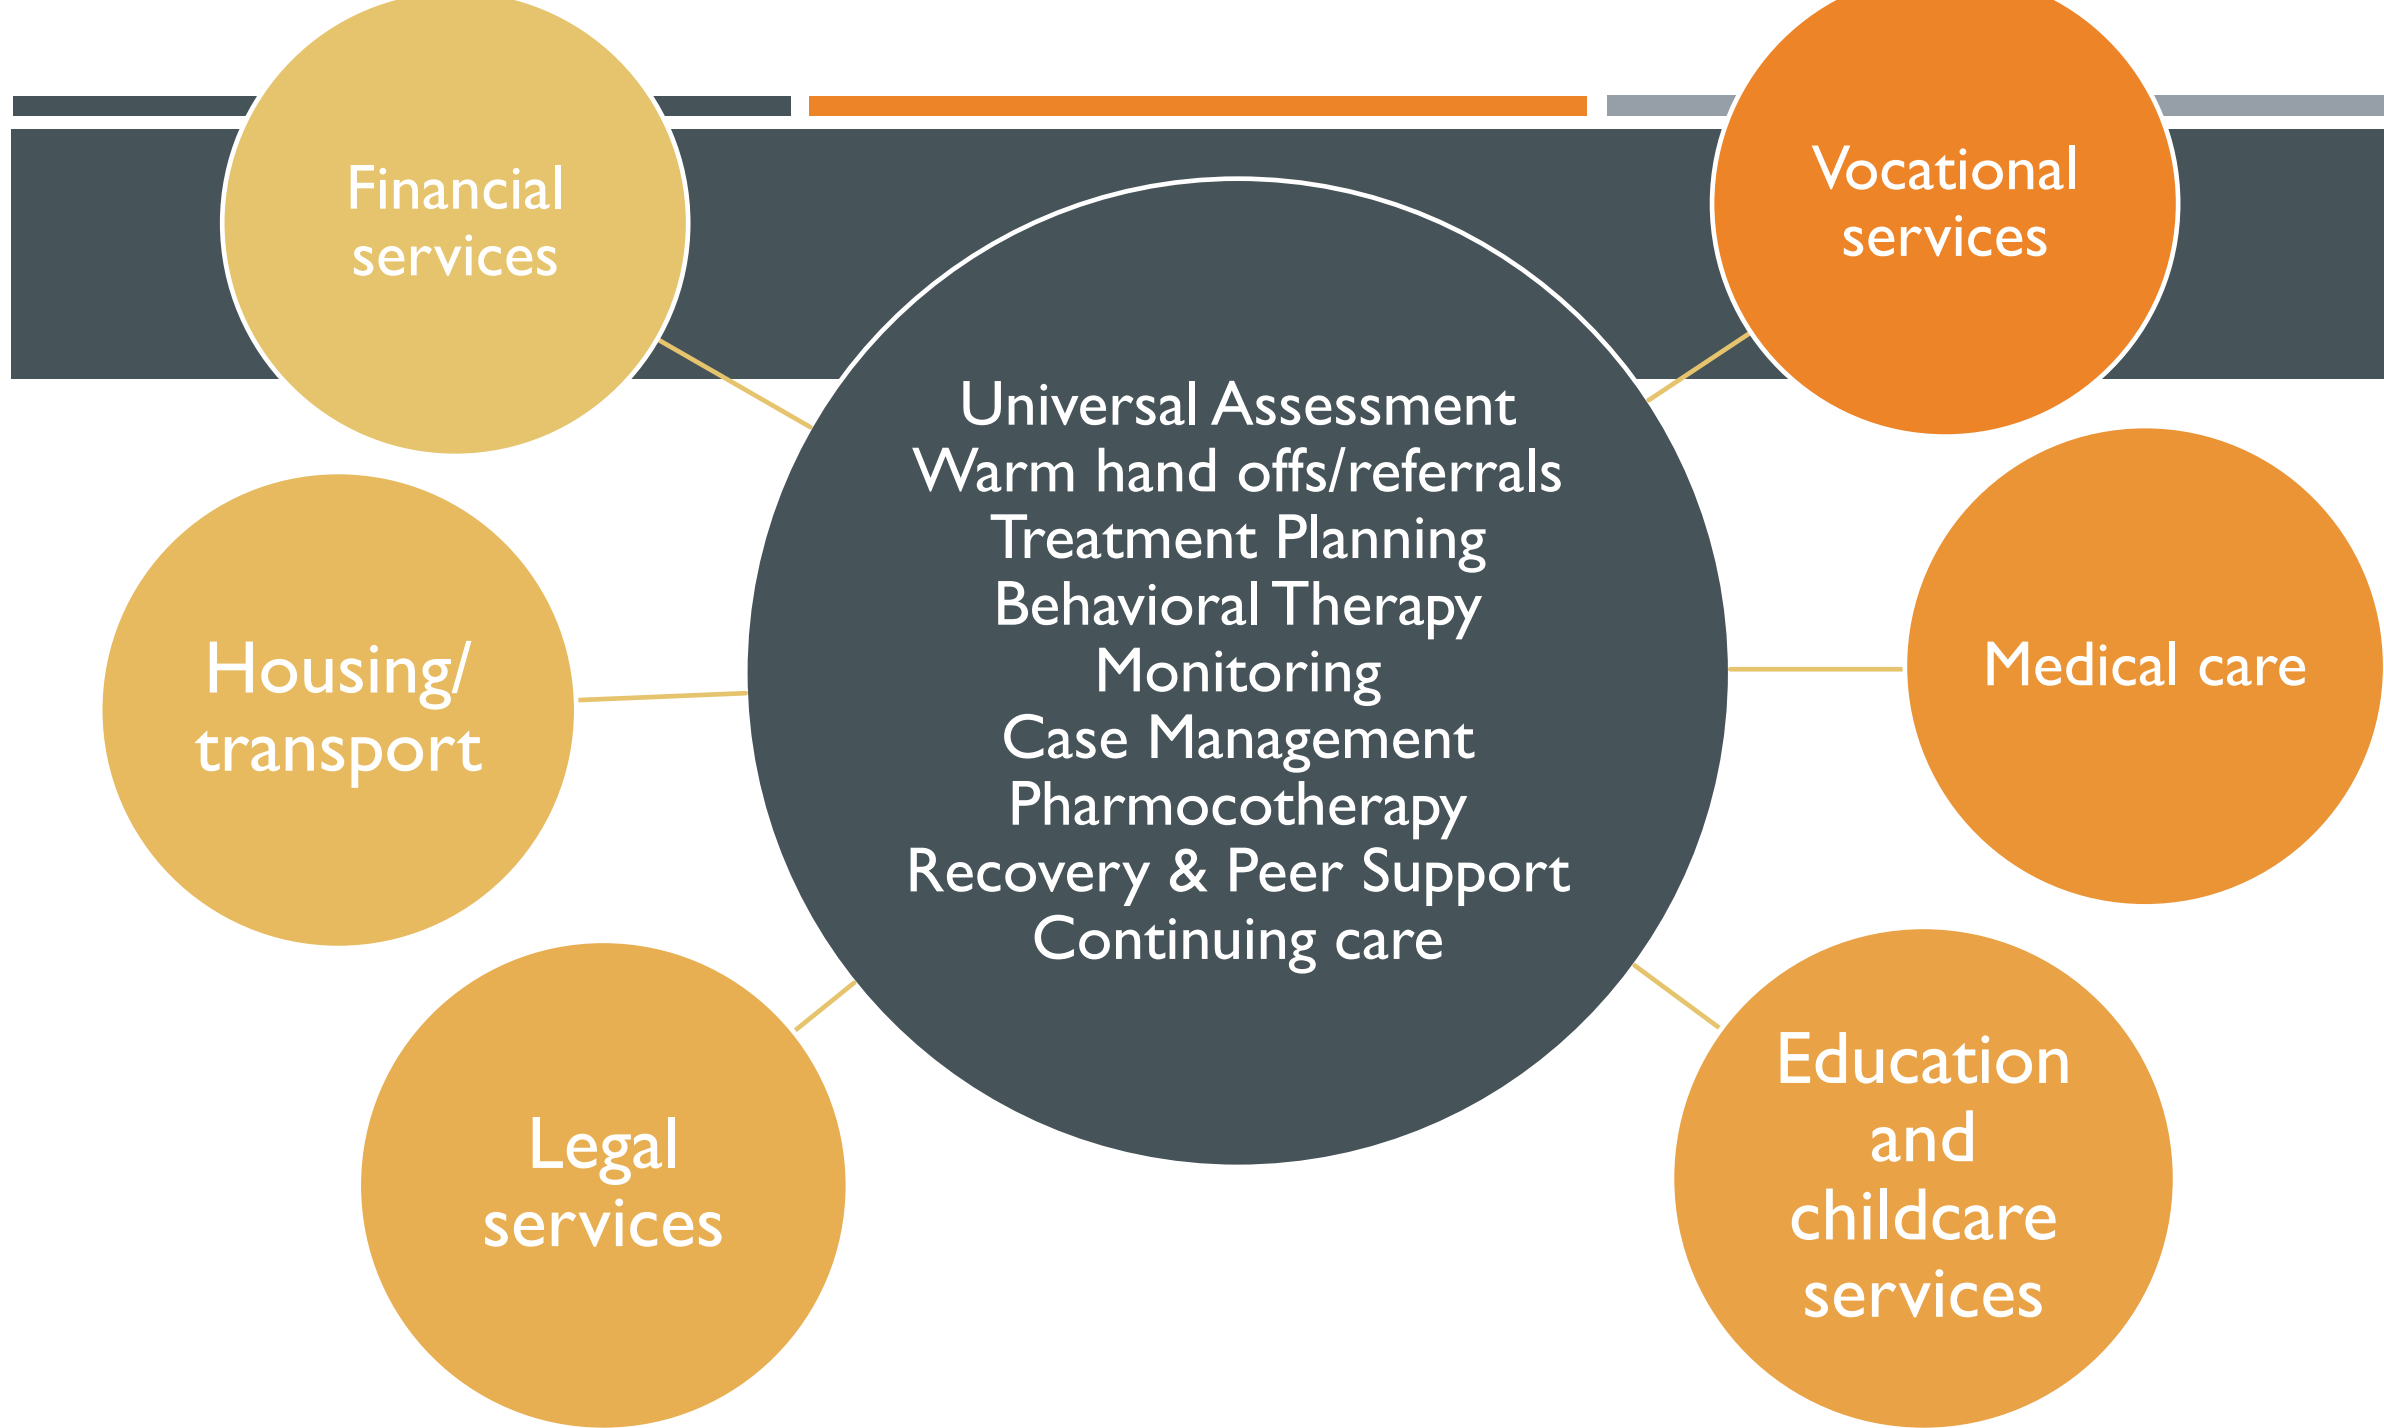 Financial
services
Vocational
services
Universal Assessment
Warm hand offs/referrals
Treatment Planning
Behavioral Therapy
Monitoring
Case Management
Pharmocotherapy
Recovery & Peer Support
Continuing care
Housing/
transport
Medical care
Legal
services
Education
and
childcare
services